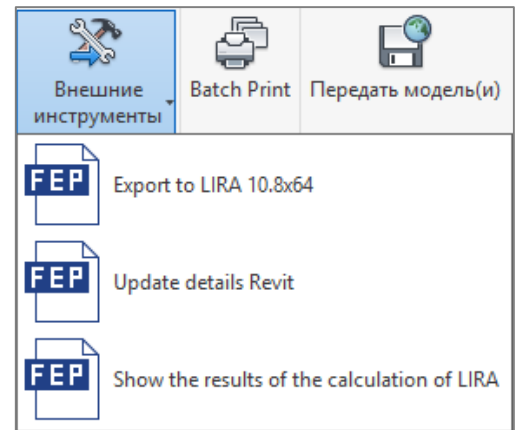 Внешние
инструменты
Batch Print
Передать модель(и)
FEP
Export to LIRA 10.8x64
FEP
Update details Revit
FEP
Show the results of the calculation of LIRA